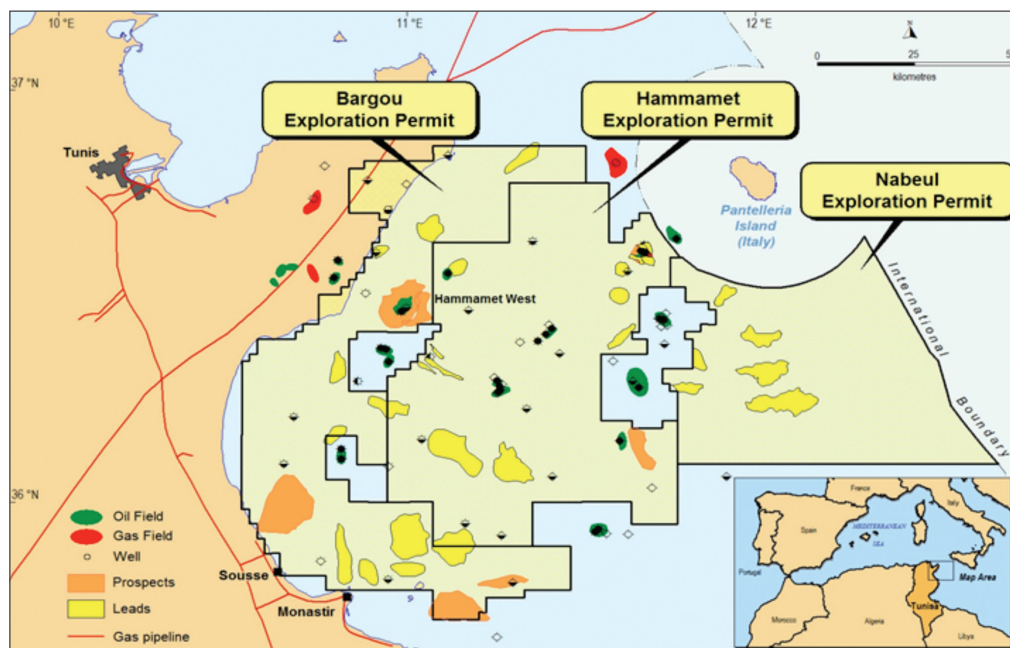 10 °E
11 °E
12 °E
N
0
25
5
kilometres
37 °N
Bargou
Exploration Permit
Hammamet
Exploration Permit
Tunis
Nabeul
Exploration Permit
Pantelleria
Island
(Italy)
International
Boundary
Hammamet West
36 °N
Oil Field
Gas Field
Well
Prospects
Leads
Gas pipeline
Sousse
Monastir
France
Italy
Spain
Portugal
MEDITERRANEAN
SEA
Map Area
Tunisa
Morocco
Algeria
Libya